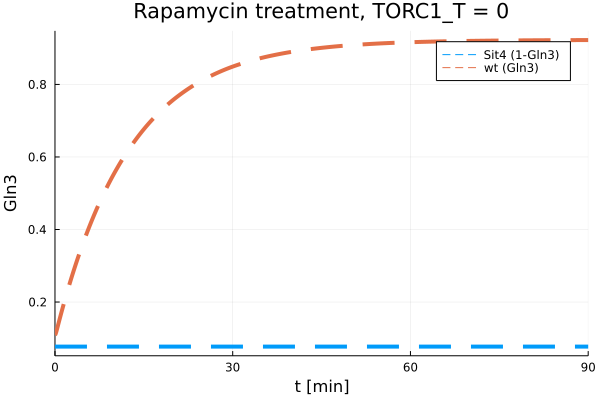 Rapamycin treatment, TORC1_T = 0
Sit4 (1-Gln3)
wt (Gln3)
0.8
0.6
0.4
0.2
Gln3
0
30
60
90
t [min]